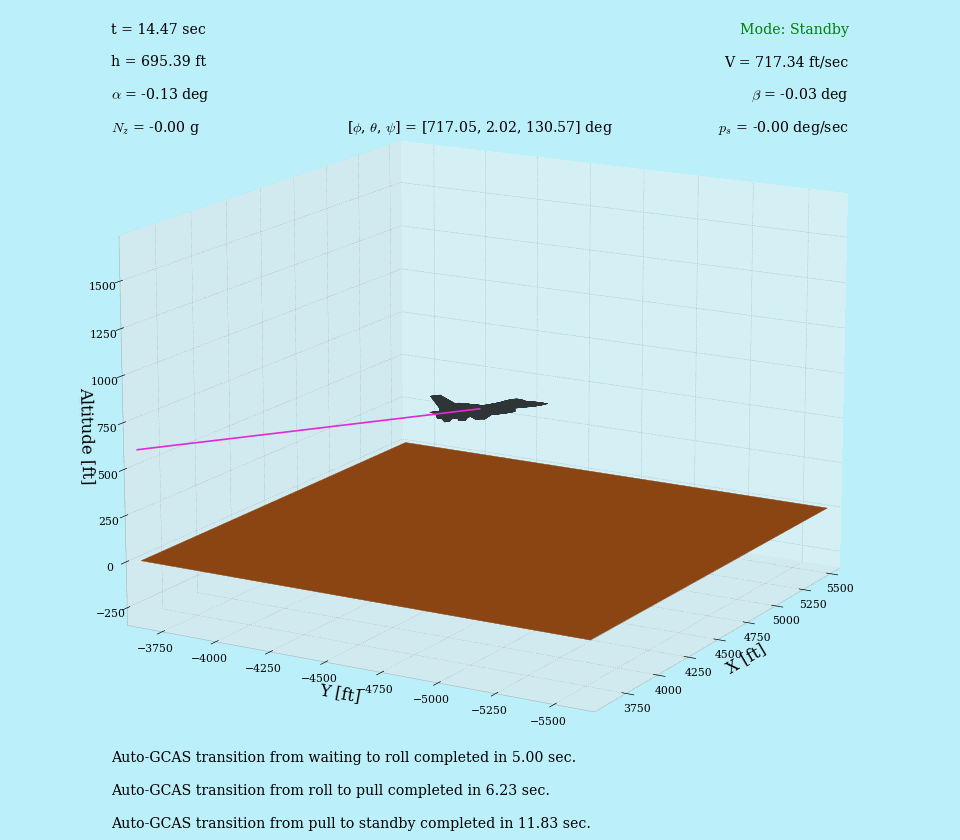 t = 14.47 sec
Mode: Standby
h = 695.39 ft
V = 717.34 ft/sec
α = -0.13 deg
β = -0.03 deg
N_z = -0.00 g
[ϕ, θ, ψ] = [717.05, 2.02, 130.57] deg
p_s = -0.00 deg/sec
1500
1250
1000
750
500
250
0
−250
Altitude [ft]
−3750
−4000
−4250
−4500
−4750
−5000
−5250
−5500
Y [ft]
3750
4000
4250
4500
4750
5000
5250
5500
X [ft]
Auto-GCAS transition from waiting to roll completed in 5.00 sec.
Auto-GCAS transition from roll to pull completed in 6.23 sec.
Auto-GCAS transition from pull to standby completed in 11.83 sec.